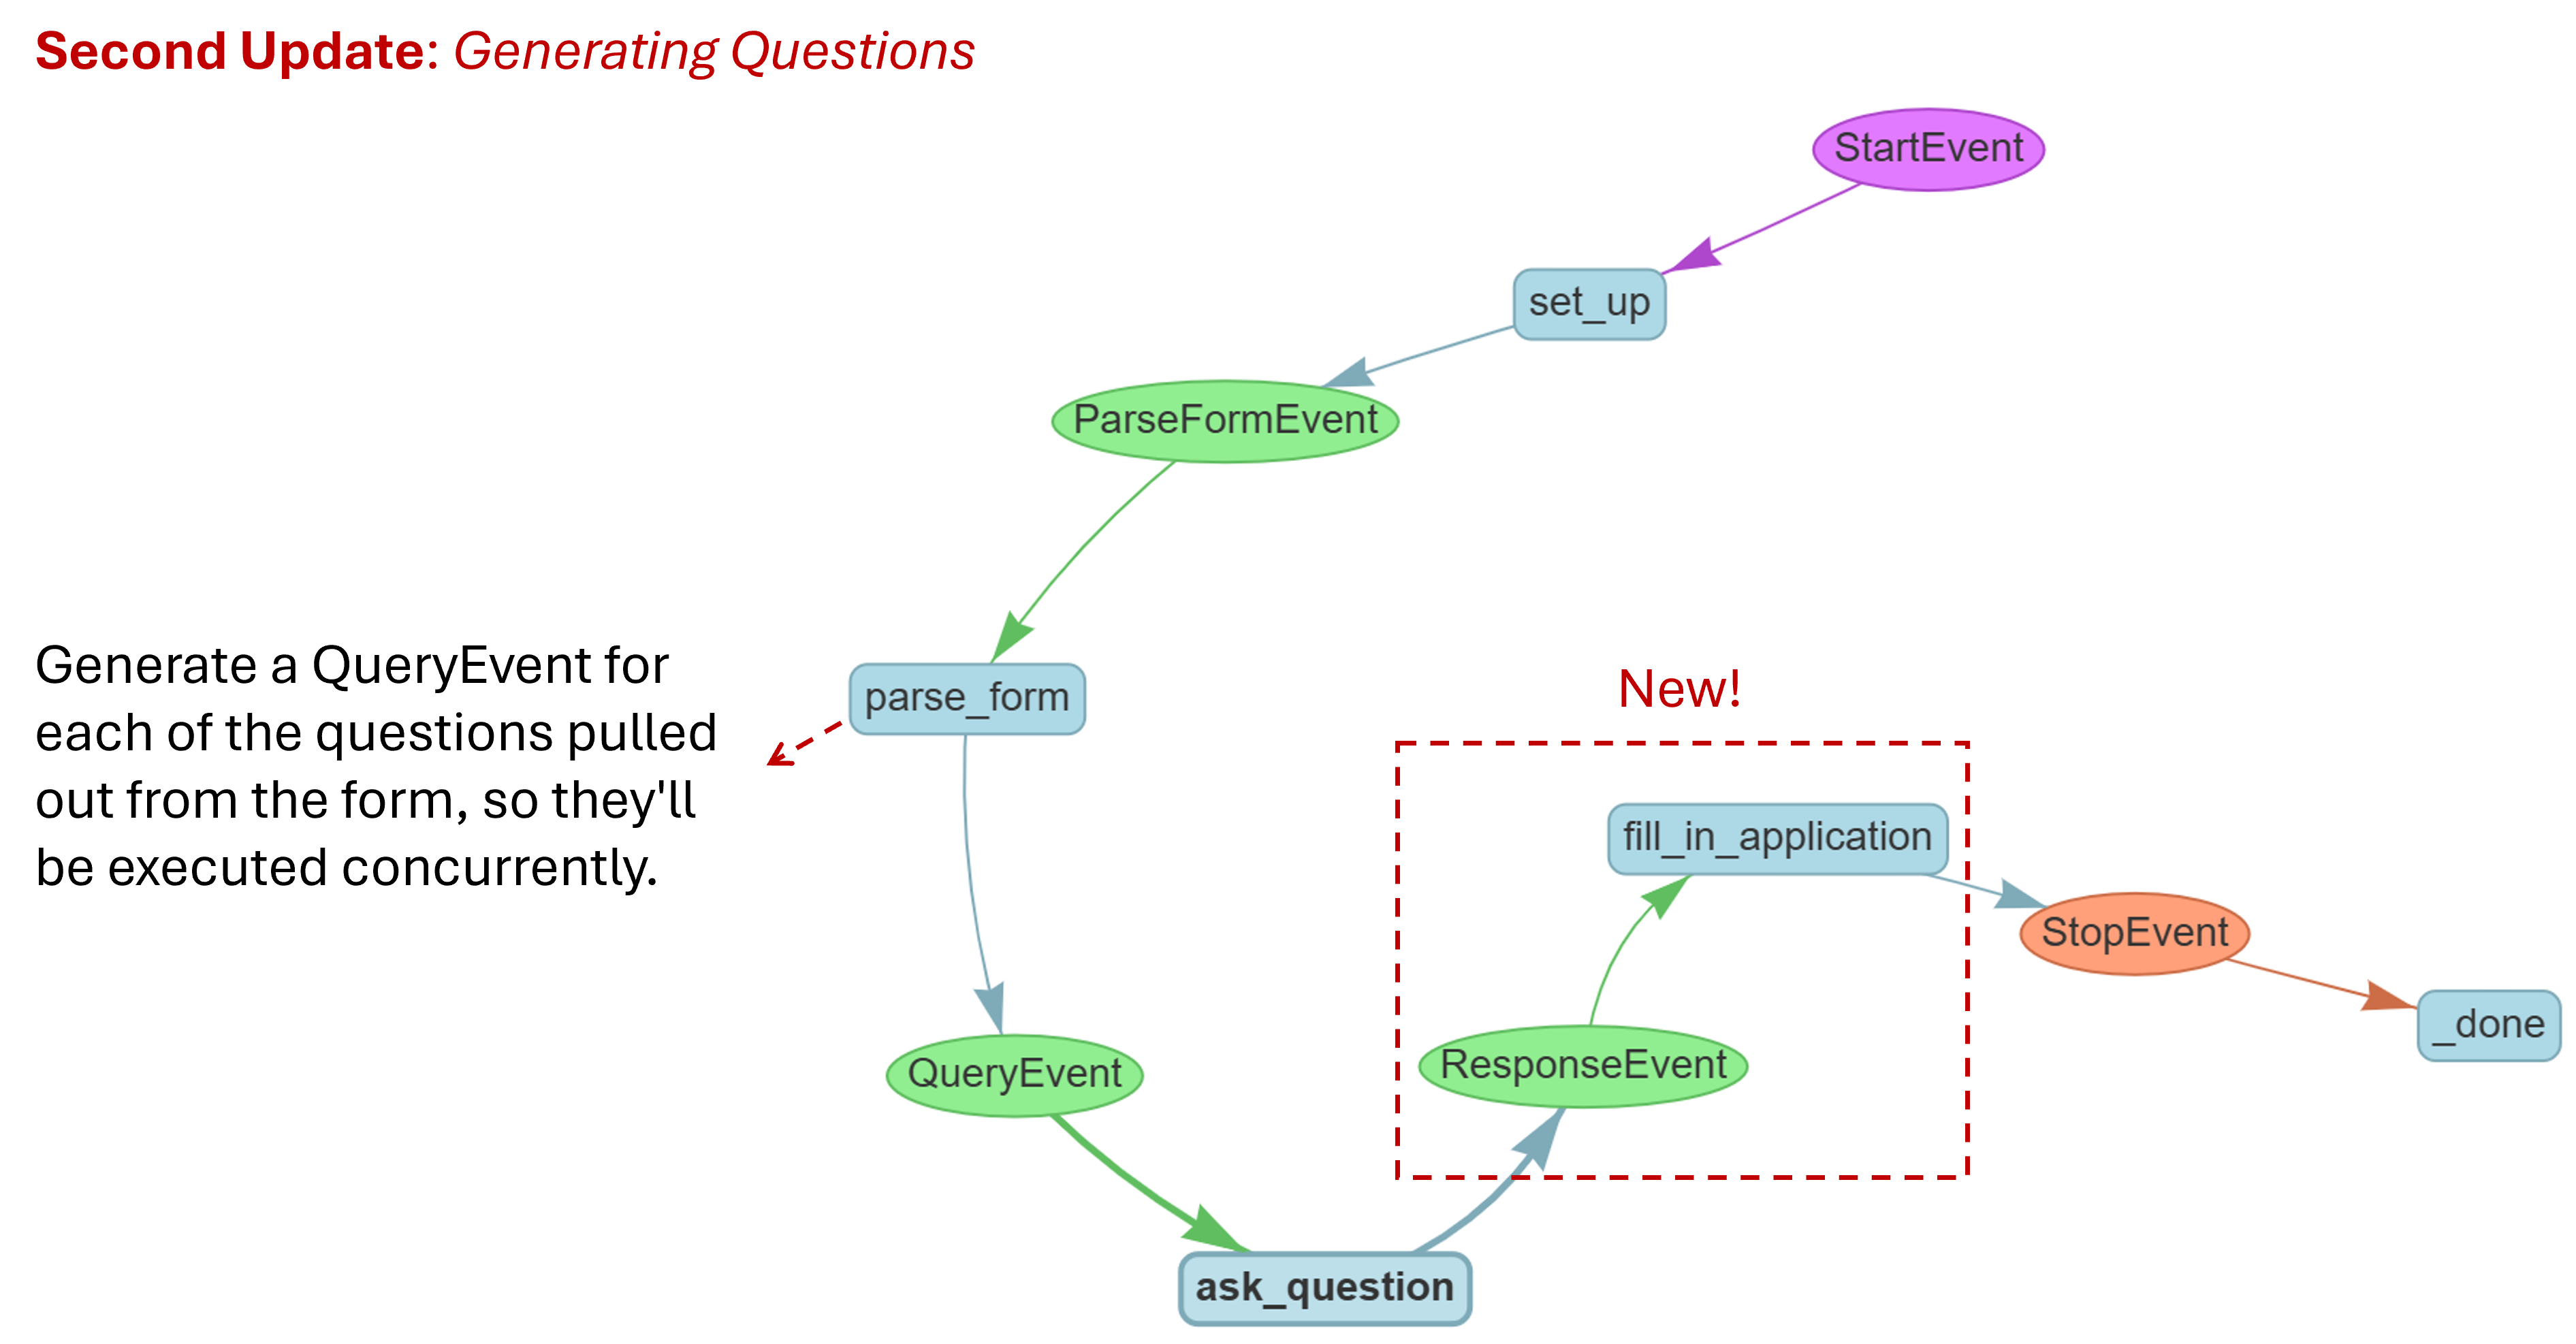 Second Update: Generating Questions
StartEvent
set_up
ParseFormEvent
Generate a QueryEvent for
each of the questions pulled
out from the form, so they'll
be executed concurrently.
parse_form
New!
fill_in_application
StopEvent
_done
QueryEvent
ResponseEvent
ask_question